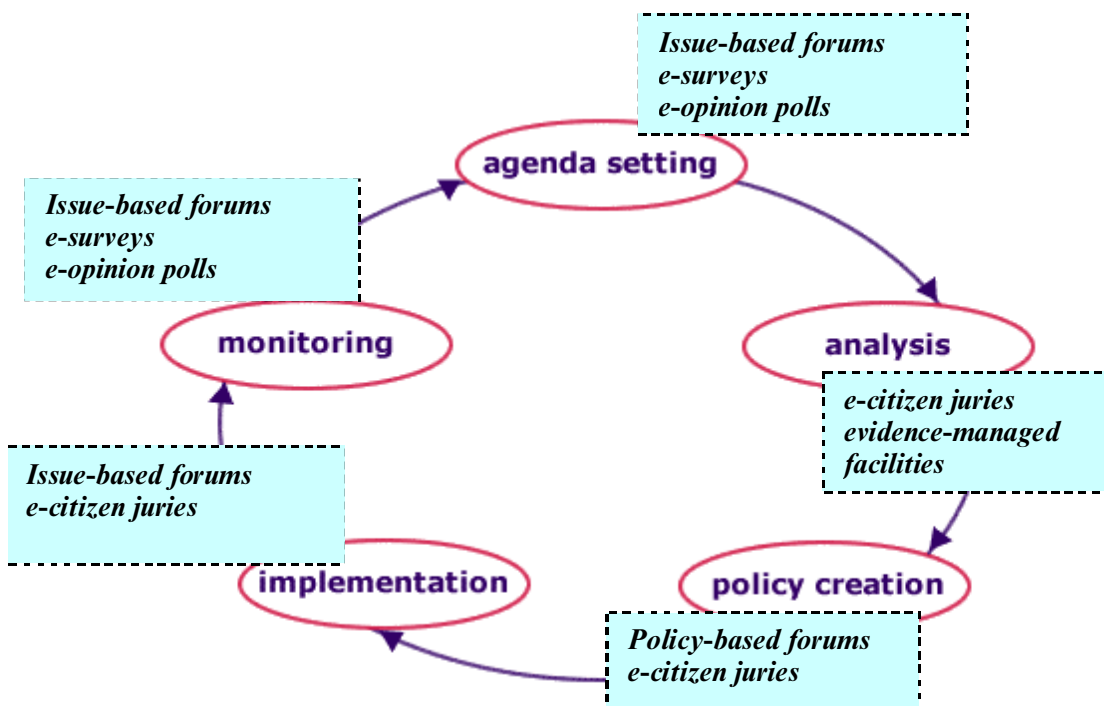 Issue-based forums
e-surveys
e-opinion polls
agenda setting
Issue-based forums
e-surveys
e-opinion polls
monitoring
analysis
e-citizen juries
evidence-managed
facilities
Issue-based forums
e-citizen juries
implementation
policy creation
Policy-based forums
e-citizen juries